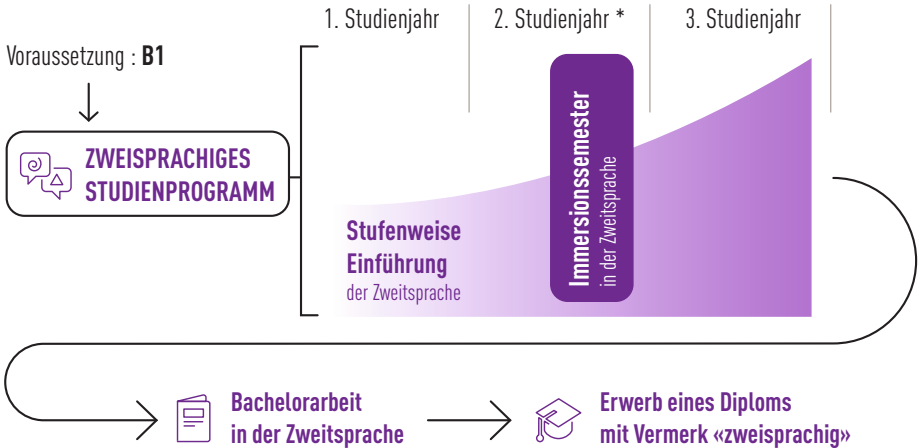 1. Studienjahr
2. Studienjahr *
3. Studienjahr
Voraussetzung : B1
ZWEISPRACHIGES
STUDIENPROGRAMM
Stufenweise
Einführung
der Zweitsprache
Immersionssemester
in der Zweitsprache
Bachelorarbeit
in der Zweitsprache
Erwerb eines Diploms
mit Vermerk «zweisprachig»